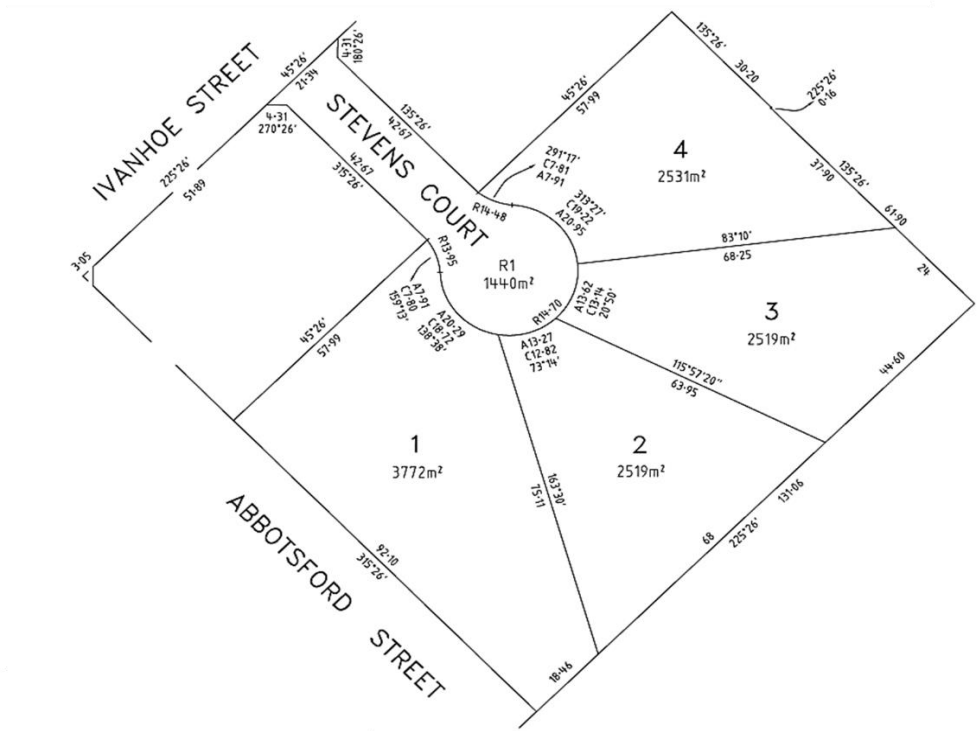 IVANHOE STREET
45°26'
21·34
4·31
180°26'
4·31
270°26'
225°26'
51·89
3·05
STEVENS COURT
135°26'
42·67
42·67
315°26'
45°26'
57·99
135°26'
30·20
225°26'
0·16
37·90
135°26'
61·90
24
4
2531m²
291°17'
C7·81
A7·91
313°27'
C19·22
A20·95
R14·48
R13·95
R1
1440m²
83°10'
68·25
A13·62
C13·14
20°50'
R14·70
3
2519m²
A7·91
C7·80
159°13'
A20·29
C18·72
138°38'
A13·27
C12·82
73°14'
45°26'
57·99
115°57'20"
63·95
44·60
1
3772m²
2
2519m²
163°30'
75·11
131·06
68
225°26'
92·10
315°26'
18·46
ABBOTSFORD STREET